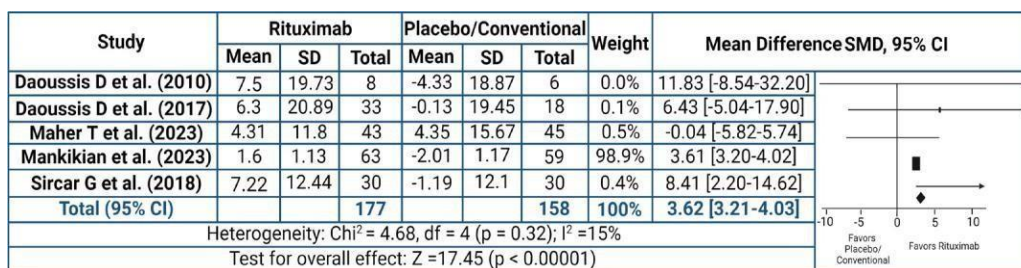 Study Rituximab Placebo/Conventional Weight Mean Difference SMD, 95% CI
Mean SD Total Mean SD Total
Daoussis D et al. (2010) 7.5 19.73 8 -4.33 18.87 6 0.0% 11.83 [-8.54-32.20]
Daoussis D et al. (2017) 6.3 20.89 33 -0.13 19.45 18 0.1% 6.43 [-5.04-17.90]
Maher T et al. (2023) 4.31 11.8 43 4.35 15.67 45 0.5% -0.04 [-5.82-5.74]
Mankikian et al. (2023) 1.6 1.13 63 -2.01 1.17 59 98.9% 3.61 [3.20-4.02]
Sircar G et al. (2018) 7.22 12.44 30 -1.19 12.1 30 0.4% 8.41 [2.20-14.62]
Total (95% CI) 177 158 100% 3.62 [3.21-4.03]
Heterogeneity: Chi² = 4.68, df = 4 (p = 0.32); I² =15%
Test for overall effect: Z =17.45 (p < 0.00001)
-10 -5 0 5 10
Favors
Placebo/
Conventional
Favors Rituximab